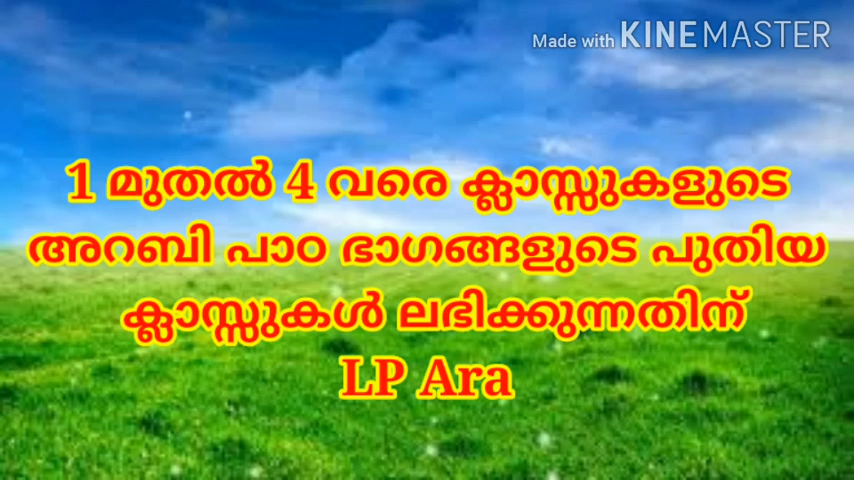 Made with KINEMASTER
1 മുതൽ 4 വരെ ക്ലാസ്സുകളുടെ
അറബി പാഠ ഭാഗങ്ങളുടെ പുതിയ
ക്ലാസ്സുകൾ ലഭിക്കുന്നതിന്
LP Ara